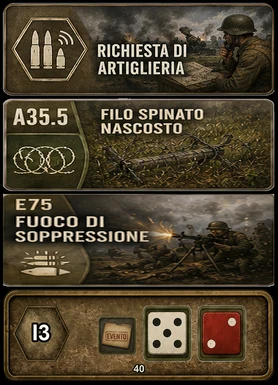 RICHIESTA DI
ARTIGLIERIA
A35.5
FILO SPINATO
NASCOSTO
E75
FUOCO DI
SOPPRESSIONE
I3
EVENTO
40